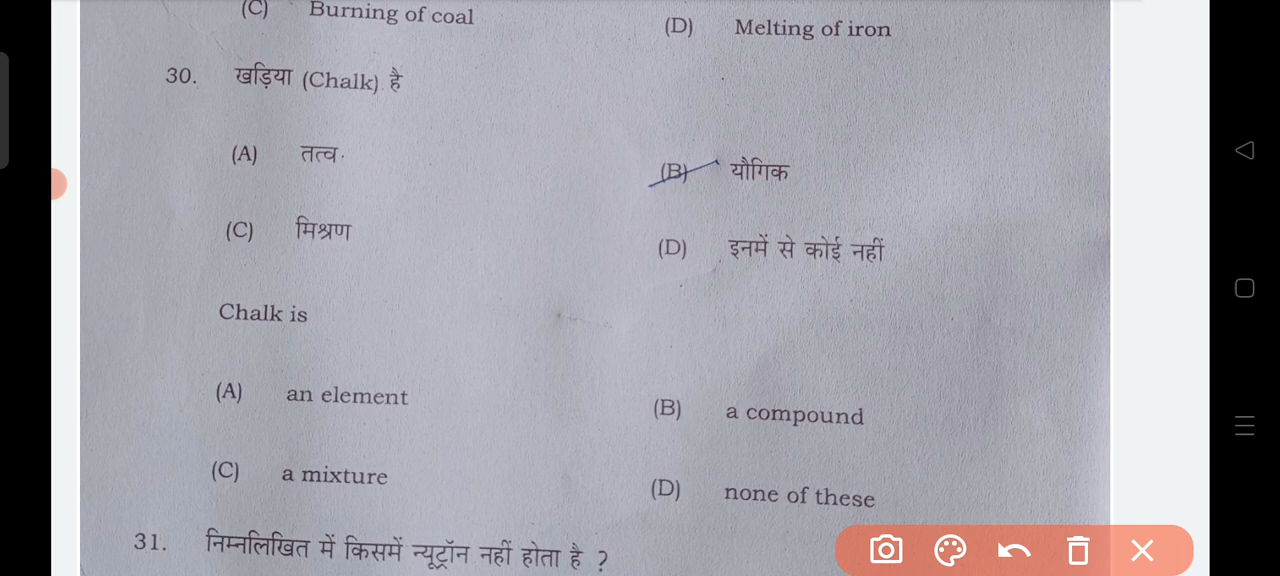 (C) Burning of coal (D) Melting of iron
30. खड़िया (Chalk) है
(A) तत्व (B) यौगिक
(C) मिश्रण (D) इनमें से कोई नहीं
Chalk is
(A) an element (B) a compound
(C) a mixture (D) none of these
31. निम्नलिखित में किसमें न्यूट्रॉन नहीं होता है ?